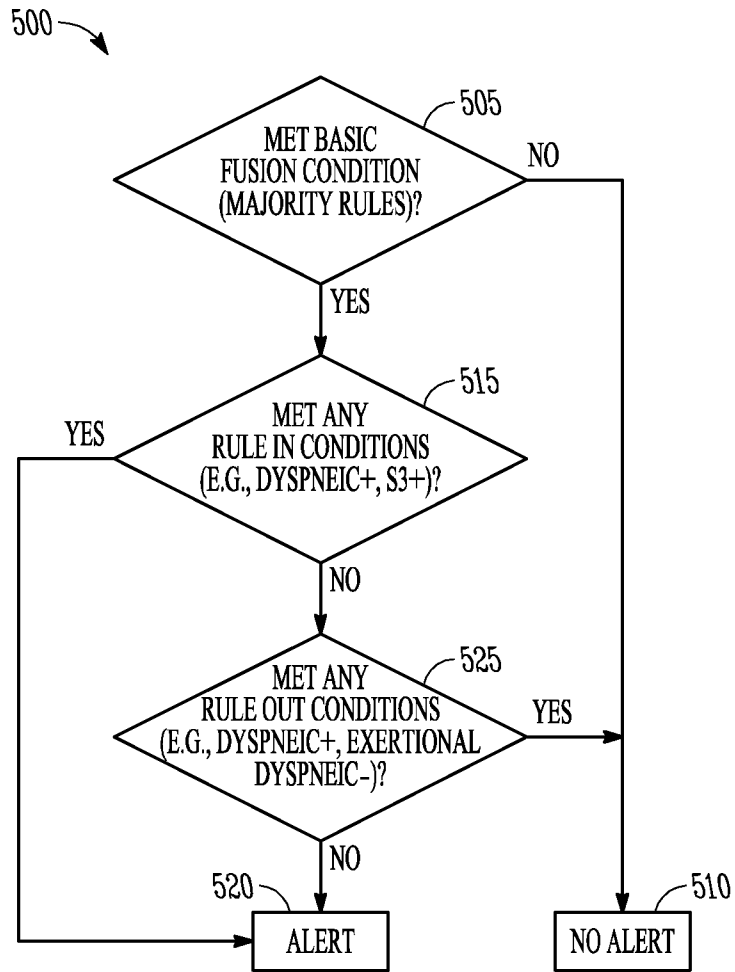 500
505
MET BASIC
FUSION CONDITION
(MAJORITY RULES)?
NO
YES
515
MET ANY
RULE IN CONDITIONS
(E.G., DYSPNEIC+, S3+)?
YES
NO
525
MET ANY
RULE OUT CONDITIONS
(E.G., DYSPNEIC+, EXERTIONAL
DYSPNEIC–)?
YES
NO
520
ALERT
510
NO ALERT